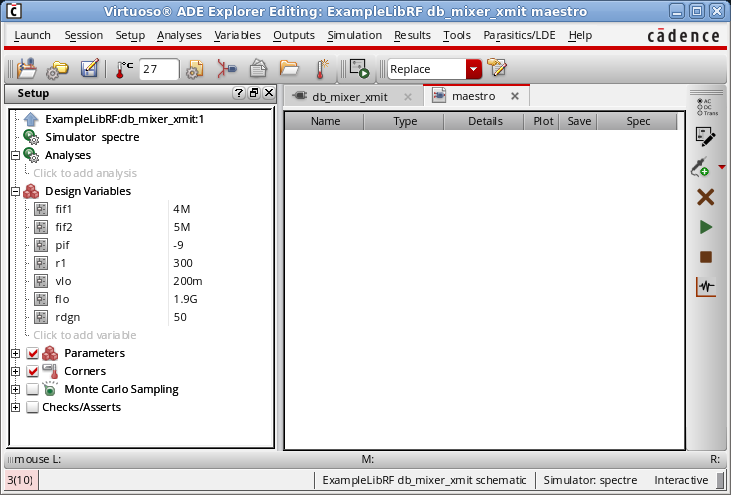 Virtuoso® ADE Explorer Editing: ExampleLibRF db_mixer_xmit maestro
Launch Session Setup Analyses Variables Outputs Simulation Results Tools Parasitics/LDE Help cādence
27 Replace
Setup
db_mixer_xmit maestro
Name Type Details Plot Save Spec
AC
DC
Trans
ExampleLibRF:db_mixer_xmit:1
Simulator spectre
Analyses
Click to add analysis
Design Variables
fif1 4M
fif2 5M
pif -9
r1 300
vlo 200m
flo 1.9G
rdgn 50
Click to add variable
Parameters
Corners
Monte Carlo Sampling
Checks/Asserts
mouse L: M: R:
3(10) ExampleLibRF db_mixer_xmit schematic Simulator: spectre Interactive